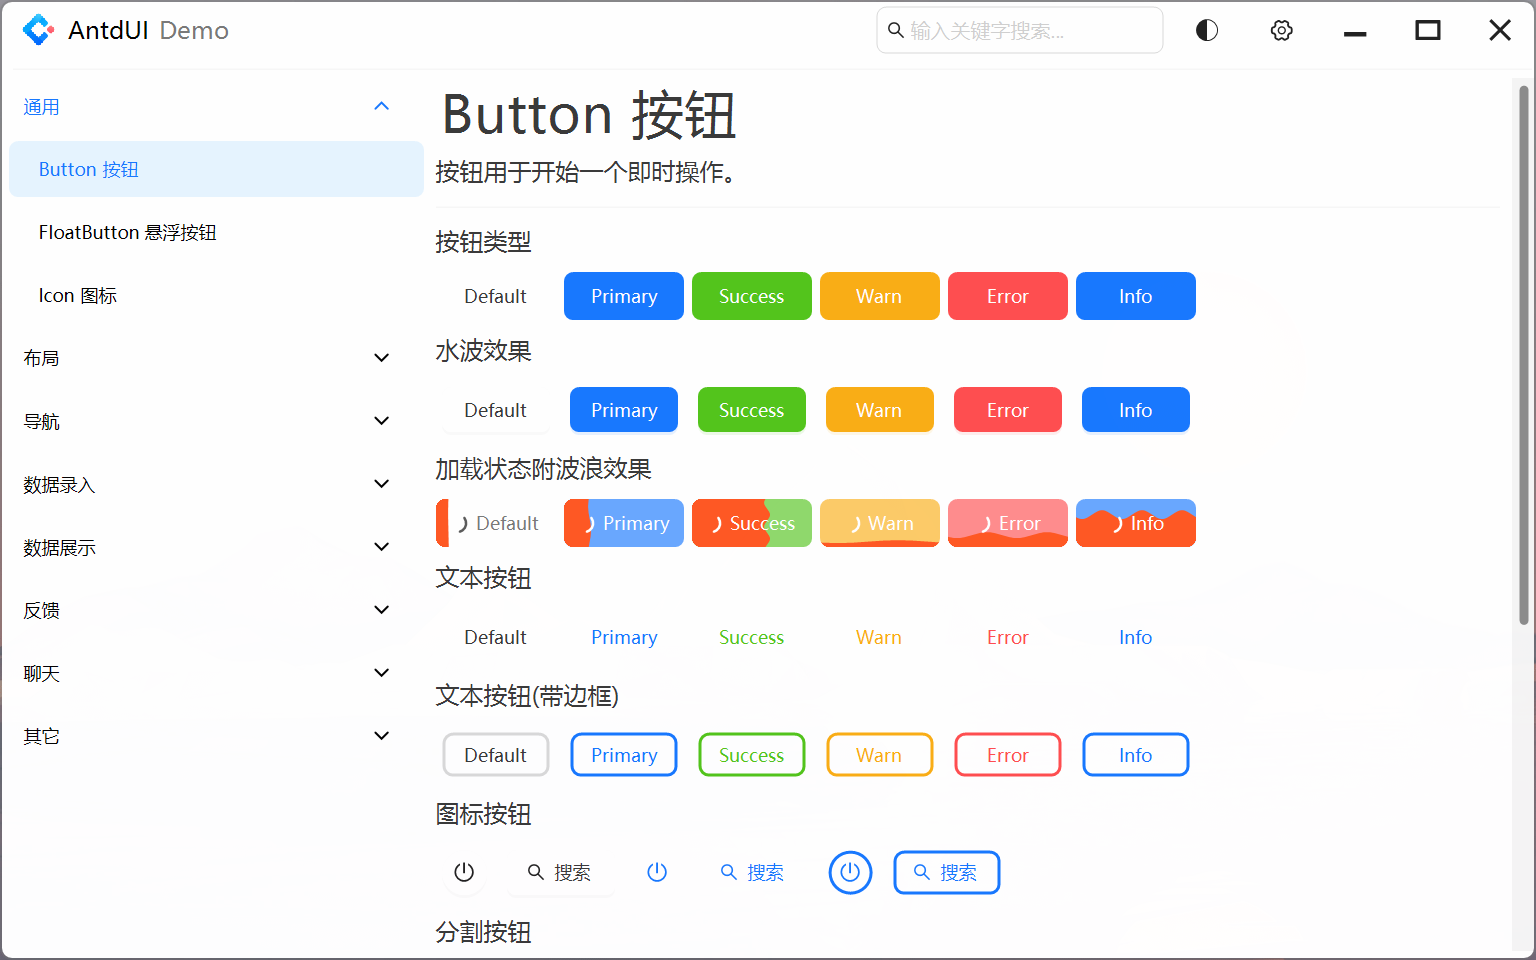 AntdUI Demo
输入关键字搜索...
通用
Button 按钮
FloatButton 悬浮按钮
Icon 图标
布局
导航
数据录入
数据展示
反馈
聊天
其它
Button 按钮
按钮用于开始一个即时操作。
按钮类型
Default Primary Success Warn Error Info
水波效果
Default Primary Success Warn Error Info
加载状态附波浪效果
Default Primary Success Warn Error Info
文本按钮
Default Primary Success Warn Error Info
文本按钮(带边框)
Default Primary Success Warn Error Info
图标按钮
搜索 搜索 搜索
分割按钮